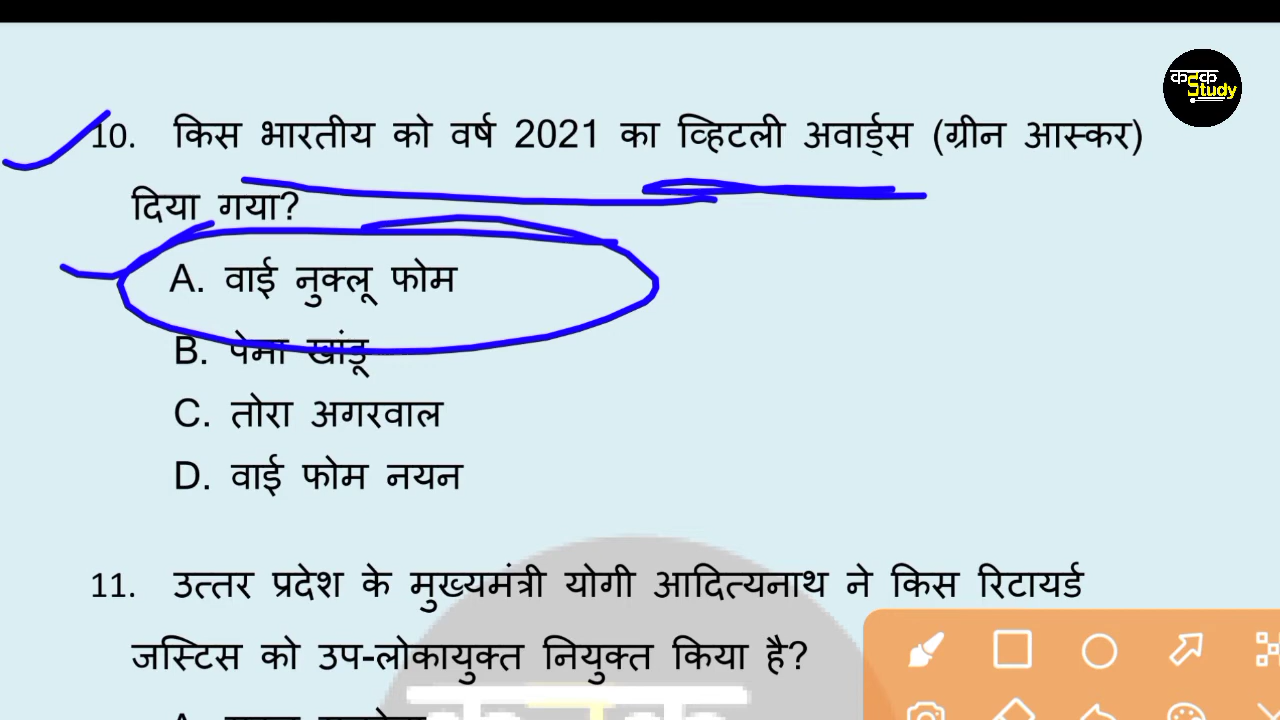 कटक
Study
10. किस भारतीय को वर्ष 2021 का व्हिटली अवार्ड्स (ग्रीन आस्कर)
दिया गया?
A. वाई नुक्लू फोम
B. पेमा खांडू
C. तोरा अगरवाल
D. वाई फोम नयन
11. उत्तर प्रदेश के मुख्यमंत्री योगी आदित्यनाथ ने किस रिटायर्ड
जस्टिस को उप-लोकायुक्त नियुक्त किया है?